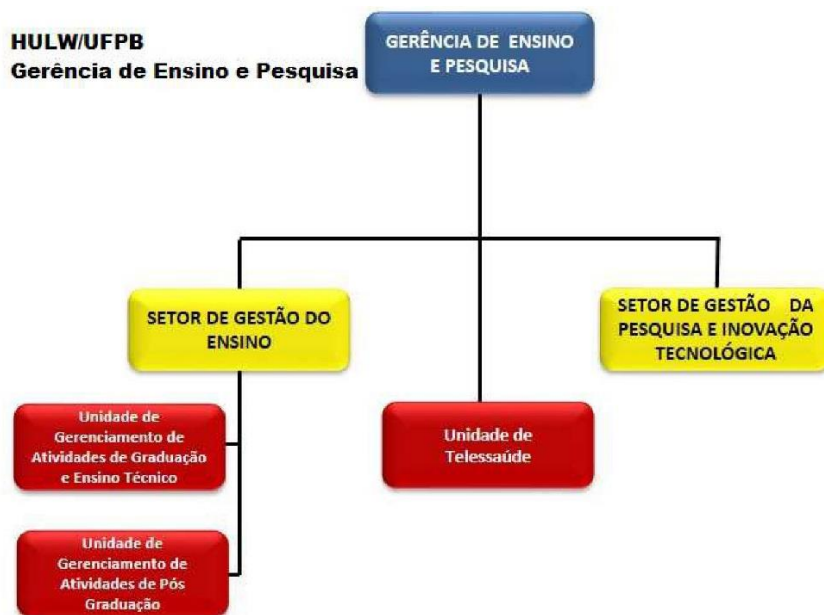 HULW/UFPB
Gerência de Ensino e Pesquisa
GERÊNCIA DE ENSINO
E PESQUISA
SETOR DE GESTÃO DO
ENSINO
SETOR DE GESTÃO DA
PESQUISA E INOVAÇÃO
TECNOLÓGICA
Unidade de
Gerenciamento de
Atividades de Graduação
e Ensino Técnico
Unidade de
Telessaúde
Unidade de
Gerenciamento de
Atividades de Pós
Graduação